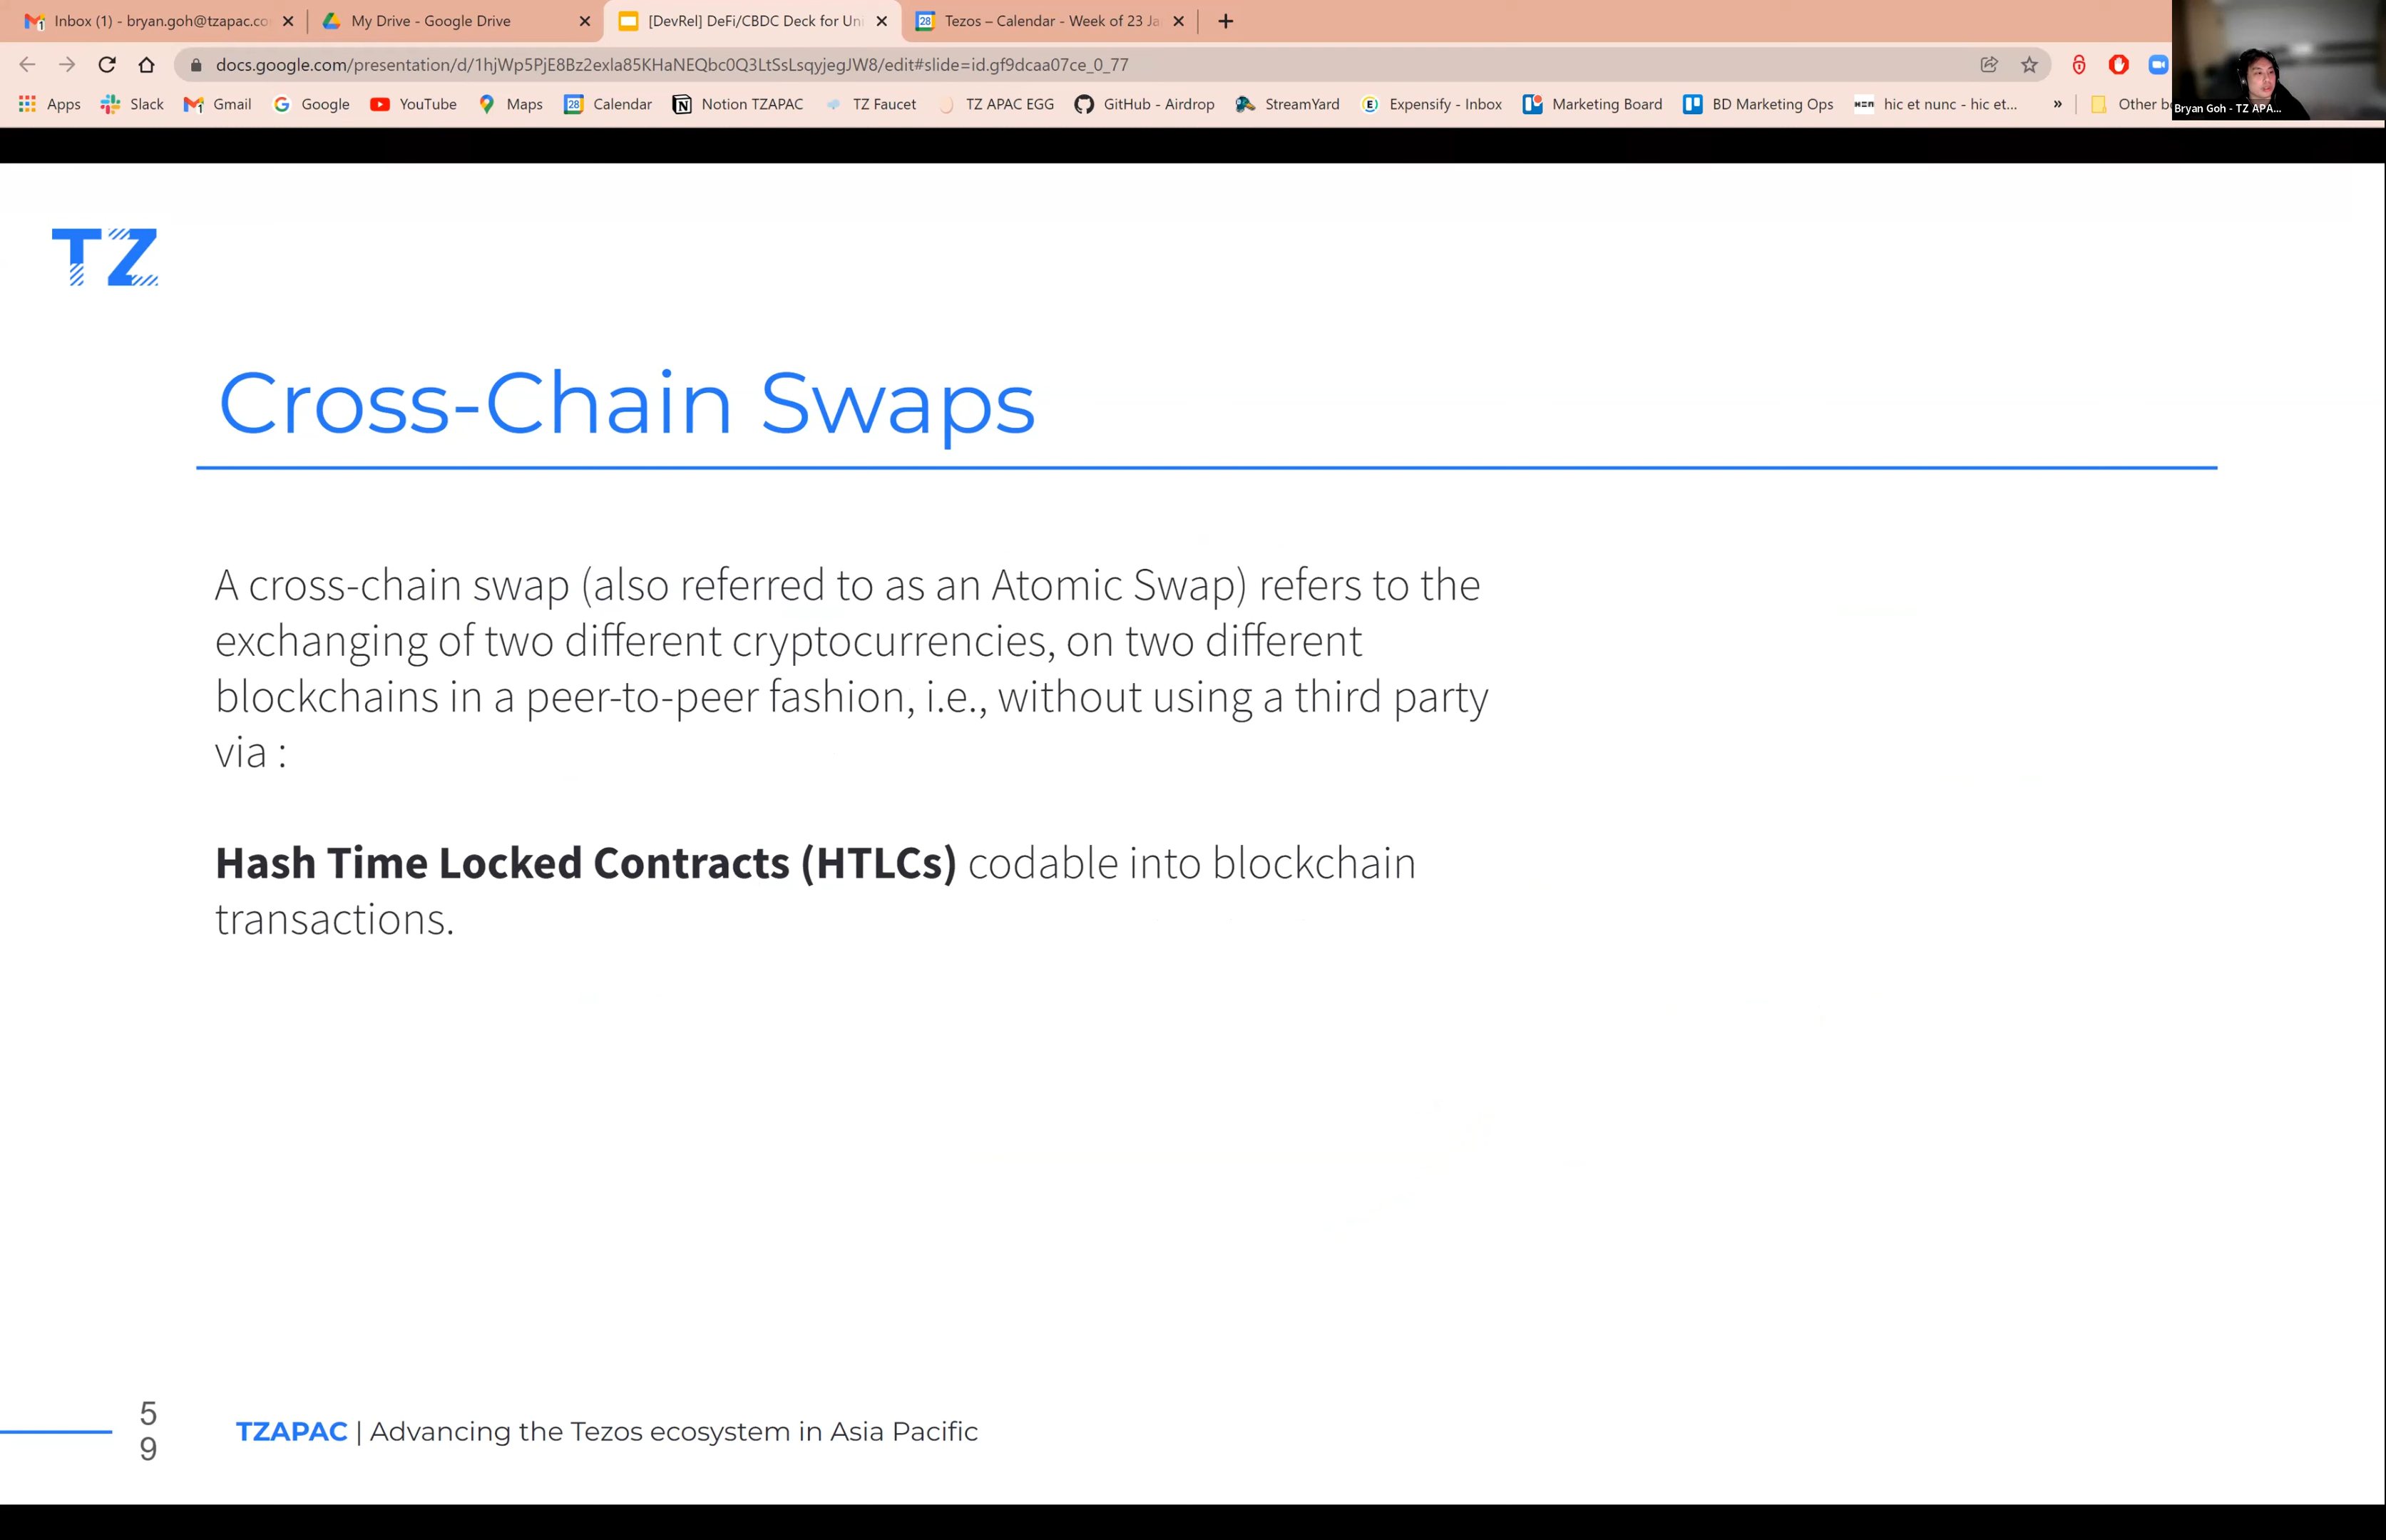 Inbox (1) - bryan.goh@tzapac.co
My Drive - Google Drive
[DevRel] DeFi/CBDC Deck for Uni
Tezos – Calendar - Week of 23 Ja
docs.google.com/presentation/d/1hjWp5PjE8Bz2exla85KHaNEQbc0Q3LtSsLsqyjegJW8/edit#slide=id.gf9dcaa07ce_0_77
Apps
Slack
Gmail
Google
YouTube
Maps
28
Calendar
Notion TZAPAC
TZ Faucet
TZ APAC EGG
GitHub - Airdrop
StreamYard
Expensify - Inbox
Marketing Board
BD Marketing Ops
hic et nunc - hic et...
»
Other b
Bryan Goh - TZ APA...
TZ
Cross-Chain Swaps
A cross-chain swap (also referred to as an Atomic Swap) refers to the
exchanging of two different cryptocurrencies, on two different
blockchains in a peer-to-peer fashion, i.e., without using a third party
via :
Hash Time Locked Contracts (HTLCs) codable into blockchain
transactions.
5
9
TZAPAC | Advancing the Tezos ecosystem in Asia Pacific